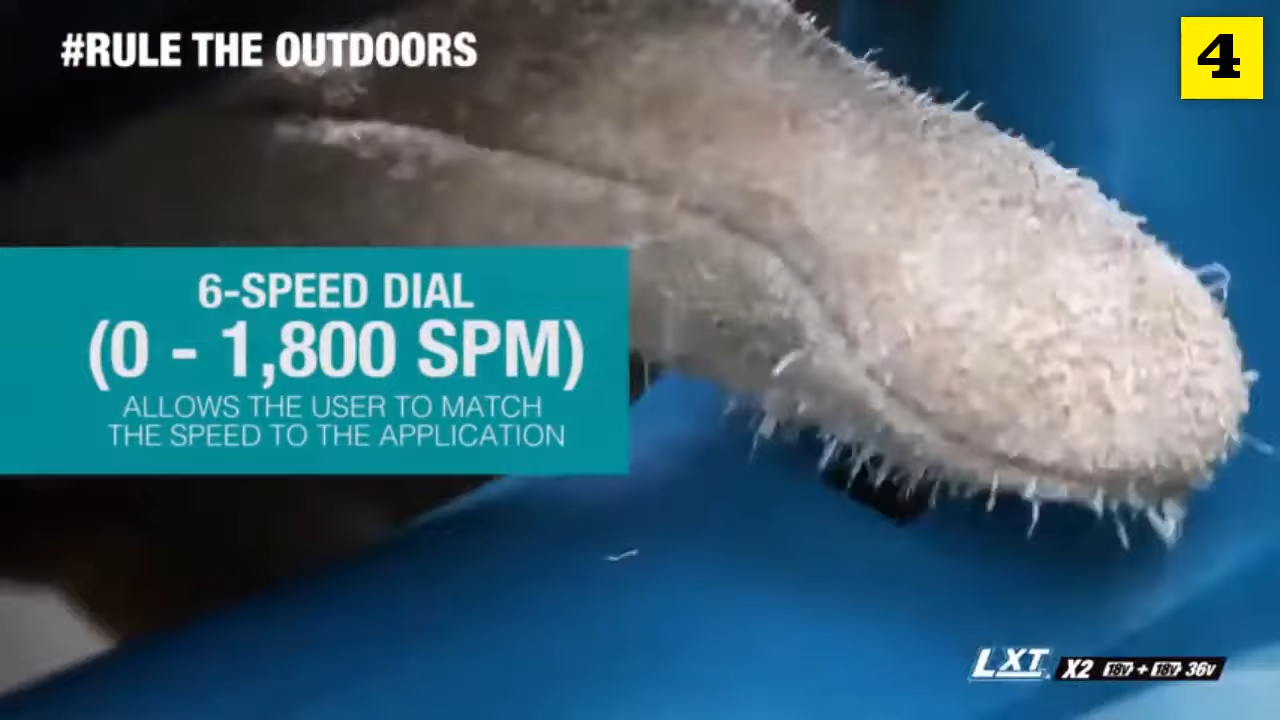 #RULE THE OUTDOORS
4
6-SPEED DIAL
(0 - 1,800 SPM)
ALLOWS THE USER TO MATCH
THE SPEED TO THE APPLICATION
LXT X2 18V + 18V 36V